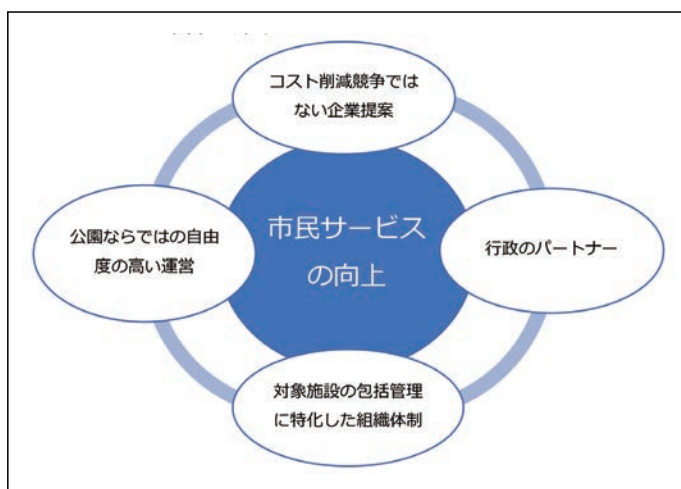 コスト削減競争では
ない企業提案
公園ならではの自由
度の高い運営
市民サービス
の向上
行政のパートナー
対象施設の包括管理
に特化した組織体制